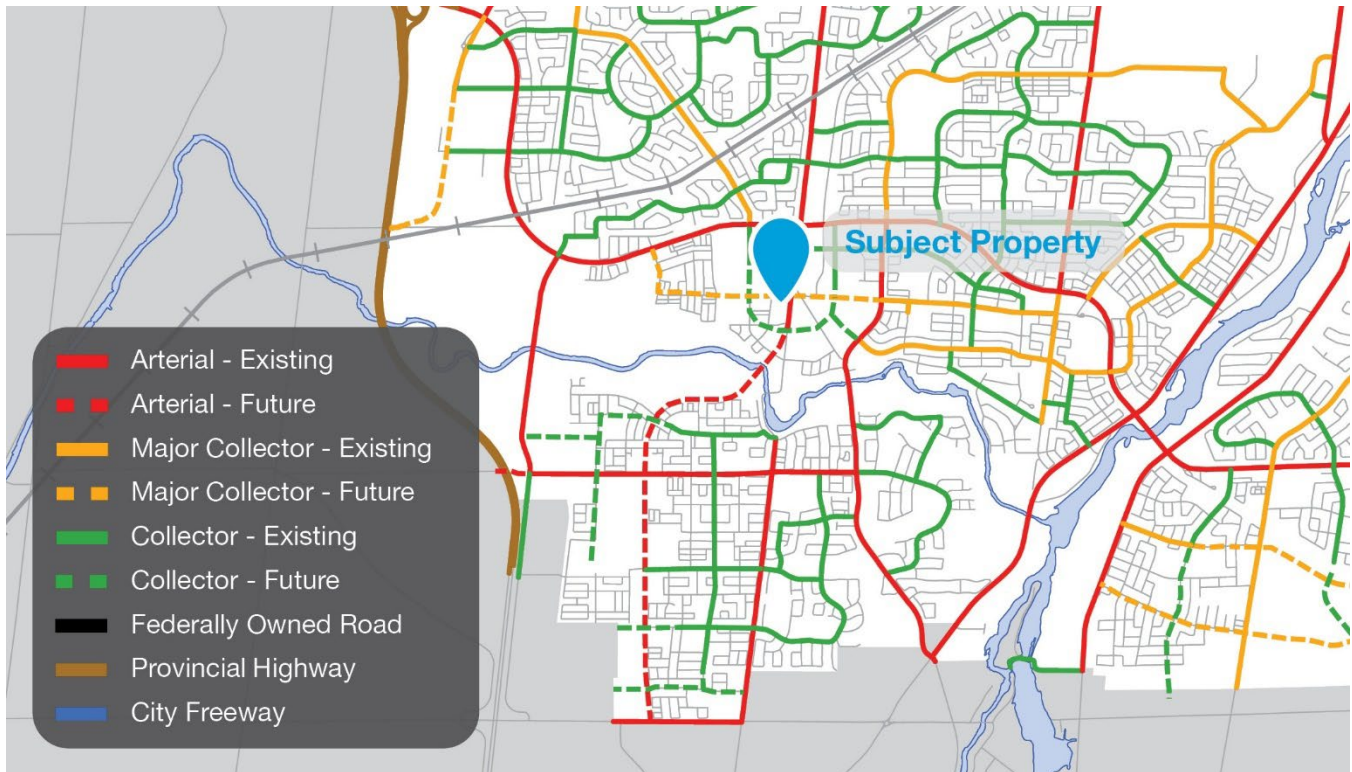 Subject Property
Arterial - Existing
Arterial - Future
Major Collector - Existing
Major Collector - Future
Collector - Existing
Collector - Future
Federally Owned Road
Provincial Highway
City Freeway